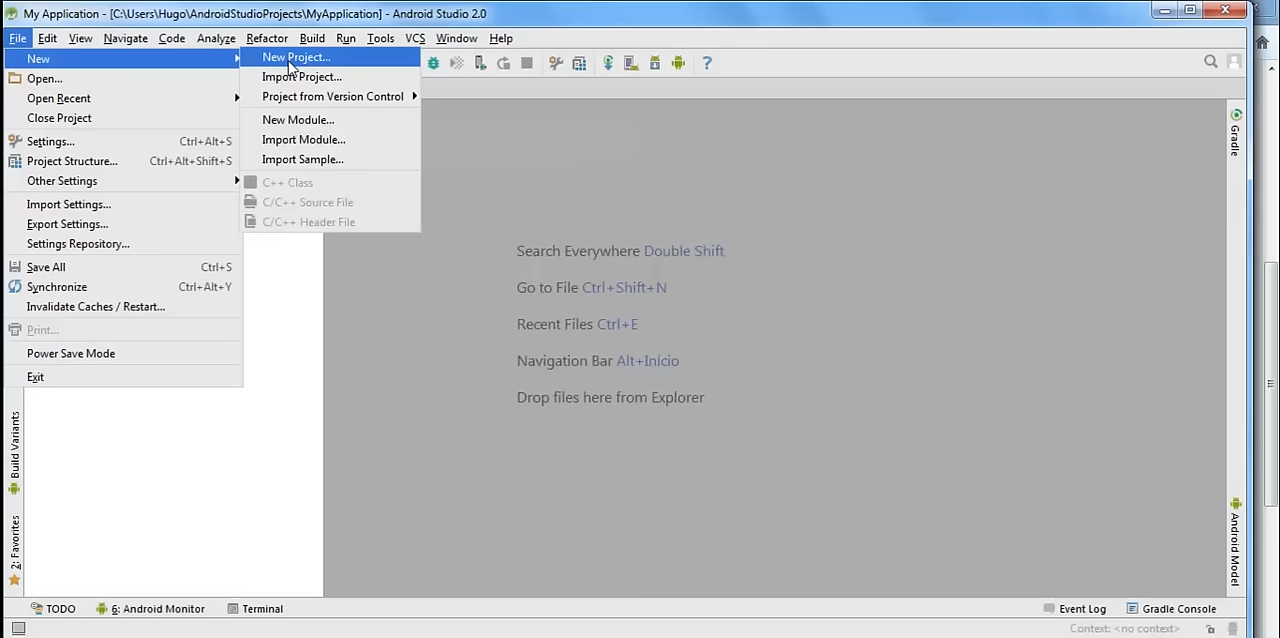 My Application - [C:\Users\Hugo\AndroidStudioProjects\MyApplication] - Android Studio 2.0
File Edit View Navigate Code Analyze Refactor Build Run Tools VCS Window Help
New
Open...
Open Recent
Close Project
Settings... Ctrl+Alt+S
Project Structure... Ctrl+Alt+Shift+S
Other Settings
Import Settings...
Export Settings...
Settings Repository...
Save All Ctrl+S
Synchronize Ctrl+Alt+Y
Invalidate Caches / Restart...
Print...
Power Save Mode
Exit
New Project...
Import Project...
Project from Version Control
New Module...
Import Module...
Import Sample...
C++ Class
C/C++ Source File
C/C++ Header File
Search Everywhere Double Shift
Go to File Ctrl+Shift+N
Recent Files Ctrl+E
Navigation Bar Alt+Início
Drop files here from Explorer
Gradle
Android Model
Build Variants
2: Favorites
TODO 6: Android Monitor Terminal Event Log Gradle Console
Context: <no context>